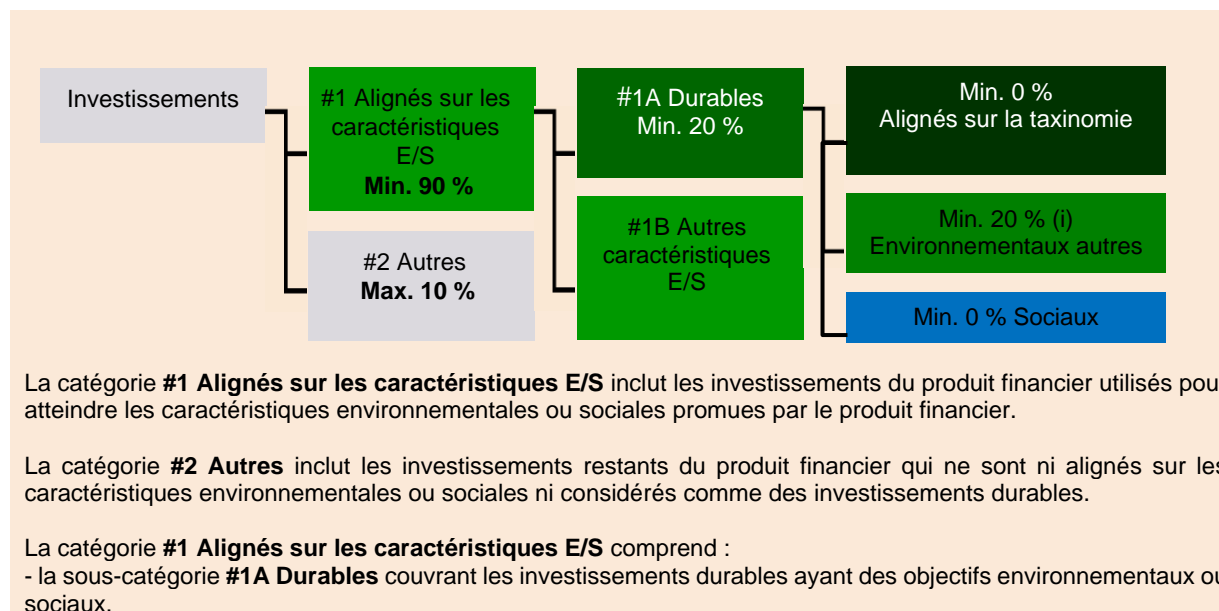 Investissements
#1 Alignés sur les
caractéristiques
E/S
Min. 90 %
#2 Autres
Max. 10 %
#1A Durables
Min. 20 %
#1B Autres
caractéristiques
E/S
Min. 0 %
Alignés sur la taxinomie
Min. 20 % (i)
Environnementaux autres
Min. 0 % Sociaux
La catégorie #1 Alignés sur les caractéristiques E/S inclut les investissements du produit financier utilisés pou
atteindre les caractéristiques environnementales ou sociales promues par le produit financier.
La catégorie #2 Autres inclut les investissements restants du produit financier qui ne sont ni alignés sur les
caractéristiques environnementales ou sociales ni considérés comme des investissements durables.
La catégorie #1 Alignés sur les caractéristiques E/S comprend :
- la sous-catégorie #1A Durables couvrant les investissements durables ayant des objectifs environnementaux ou
sociaux.